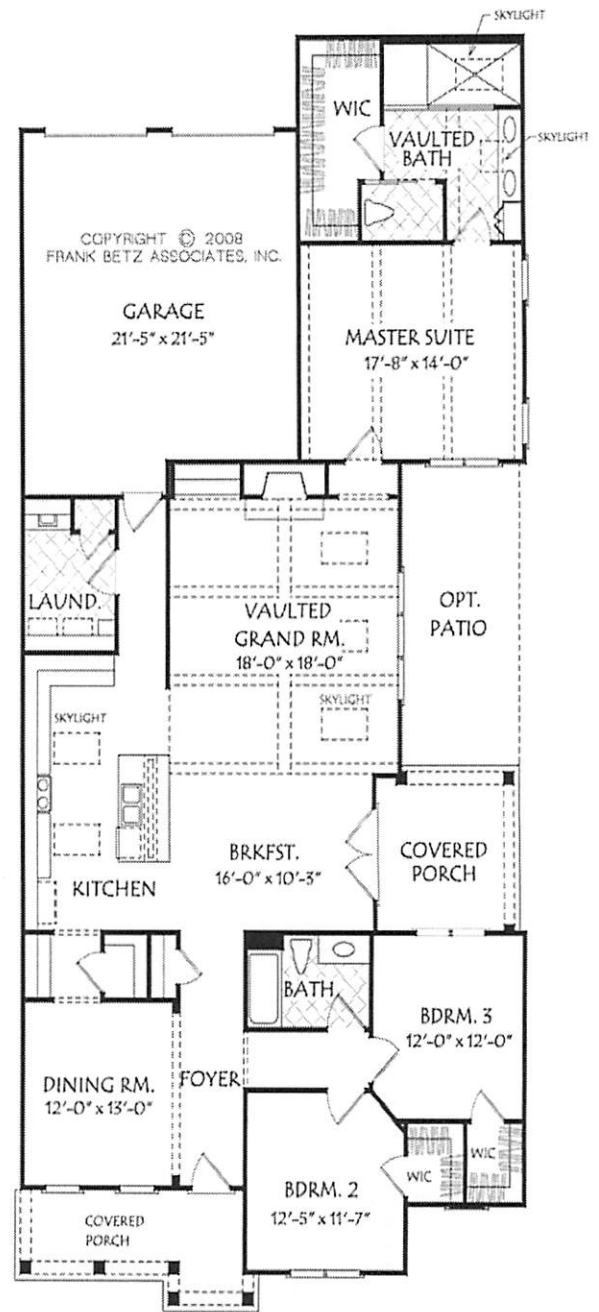 SKYLIGHT
WIC
VAULTED
BATH
SKYLIGHT
COPYRIGHT © 2008
FRANK BETZ ASSOCIATES, INC.
GARAGE
21'-5" x 21'-5"
MASTER SUITE
17'-8" x 14'-0"
LAUND.
VAULTED
GRAND RM.
18'-0" x 18'-0"
OPT.
PATIO
SKYLIGHT
SKYLIGHT
BRKFST.
16'-0" x 10'-3"
COVERED
PORCH
KITCHEN
BATH
BDRM. 3
12'-0" x 12'-0"
DINING RM.
12'-0" x 13'-0"
FOYER
WIC
WIC
BDRM. 2
12'-5" x 11'-7"
COVERED
PORCH